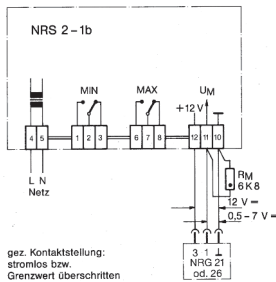 NRS 2-1b
MIN MAX UM
+12V
4 5 1 2 3 6 7 8 12 11 10
L N
Netz
RM
6K8
12 V =
0,5-7 V =
3 1 ⊥
NRG 21
od. 26
gez. Kontaktstellung:
stromlos bzw.
Grenzwert überschritten